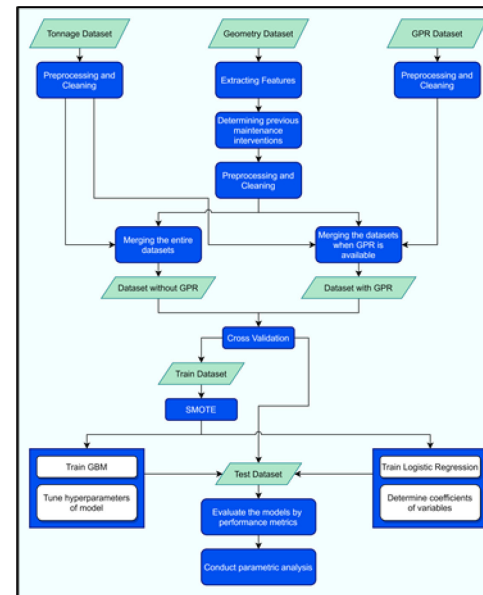 Tonnage Dataset
Geometry Dataset
GPR Dataset
Preprocessing and
Cleaning
Extracting Features
Preprocessing and
Cleaning
Determining previous
maintenance
interventions
Preprocessing and
Cleaning
Merging the entire
datasets
Merging the datasets
when GPR is
available
Dataset without GPR
Dataset with GPR
Cross Validation
Train Dataset
SMOTE
Train GBM
Tune hyperparameters
of model
Test Dataset
Train Logistic Regression
Determine coefficients
of variables
Evaluate the models by
performance metrics
Conduct parametric analysis